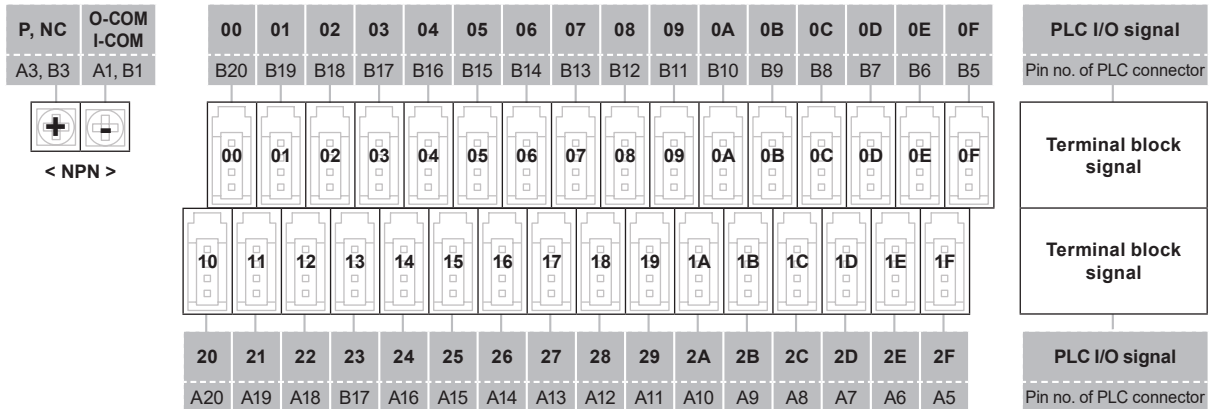 P, NC O-COM I-COM 00 01 02 03 04 05 06 07 08 09 0A 0B 0C 0D 0E 0F PLC I/O signal
A3, B3 A1, B1 B20 B19 B18 B17 B16 B15 B14 B13 B12 B11 B10 B9 B8 B7 B6 B5 Pin no. of PLC connector
+ -
< NPN >
00 01 02 03 04 05 06 07 08 09 0A 0B 0C 0D 0E 0F Terminal block signal
10 11 12 13 14 15 16 17 18 19 1A 1B 1C 1D 1E 1F Terminal block signal
20 21 22 23 24 25 26 27 28 29 2A 2B 2C 2D 2E 2F PLC I/O signal
A20 A19 A18 B17 A16 A15 A14 A13 A12 A11 A10 A9 A8 A7 A6 A5 Pin no. of PLC connector